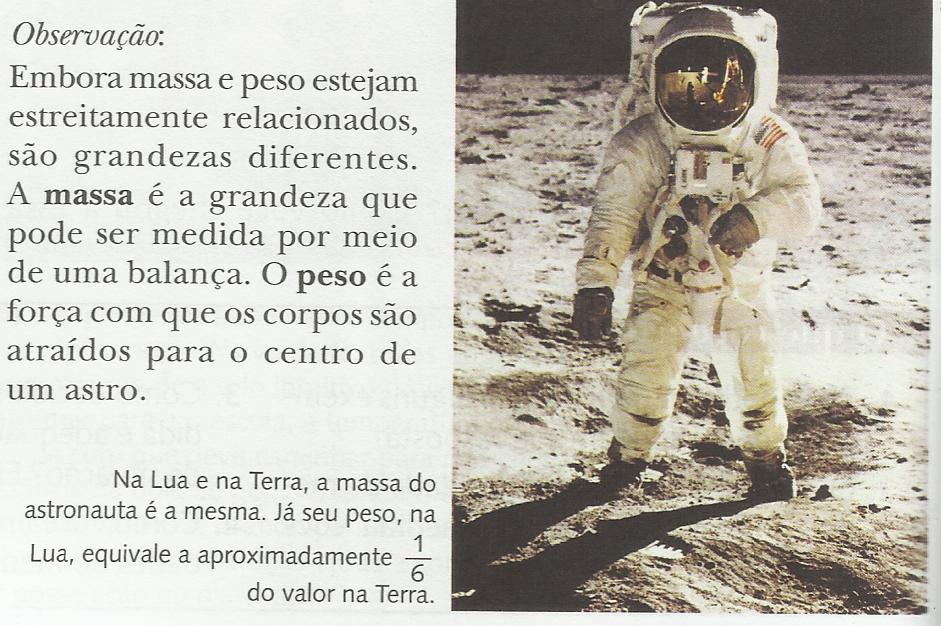 Observação:
Embora massa e peso estejam
estreitamente relacionados,
são grandezas diferentes.
A massa é a grandeza que
pode ser medida por meio
de uma balança. O peso é a
força com que os corpos são
atraídos para o centro de
um astro.
Na Lua e na Terra, a massa do
astronauta é a mesma. Já seu peso, na
Lua, equivale a aproximadamente 1/6
do valor na Terra.